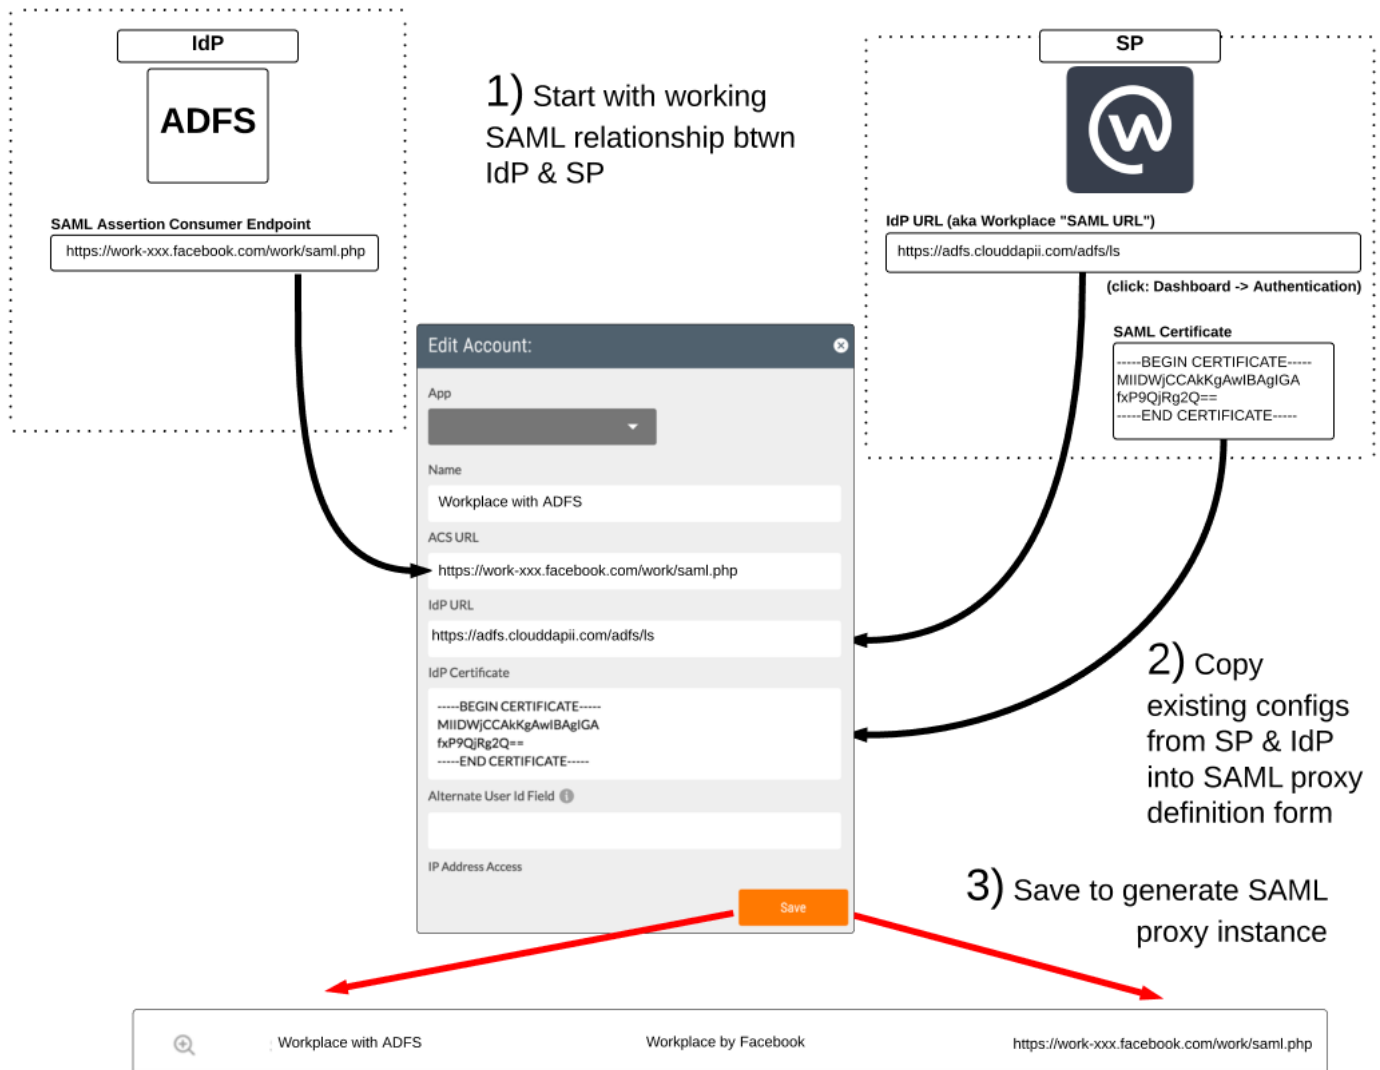 IdP
ADFS
SAML Assertion Consumer Endpoint
https://work-xxx.facebook.com/work/saml.php
1) Start with working
SAML relationship btwn
IdP & SP
SP
IdP URL (aka Workplace "SAML URL")
https://adfs.clouddapii.com/adfs/ls
(click: Dashboard -> Authentication)
SAML Certificate
-----BEGIN CERTIFICATE-----
MIIDWjCCAkKgAwIBAgIGA
fxP9QjRg2Q==
-----END CERTIFICATE-----
Edit Account:
App
Name
Workplace with ADFS
ACS URL
https://work-xxx.facebook.com/work/saml.php
IdP URL
https://adfs.clouddapii.com/adfs/ls
IdP Certificate
-----BEGIN CERTIFICATE-----
MIIDWjCCAkKgAwIBAgIGA
fxP9QjRg2Q==
-----END CERTIFICATE-----
Alternate User Id Field
IP Address Access
Save
2) Copy
existing configs
from SP & IdP
into SAML proxy
definition form
3) Save to generate SAML
proxy instance
Workplace with ADFS
Workplace by Facebook
https://work-xxx.facebook.com/work/saml.php